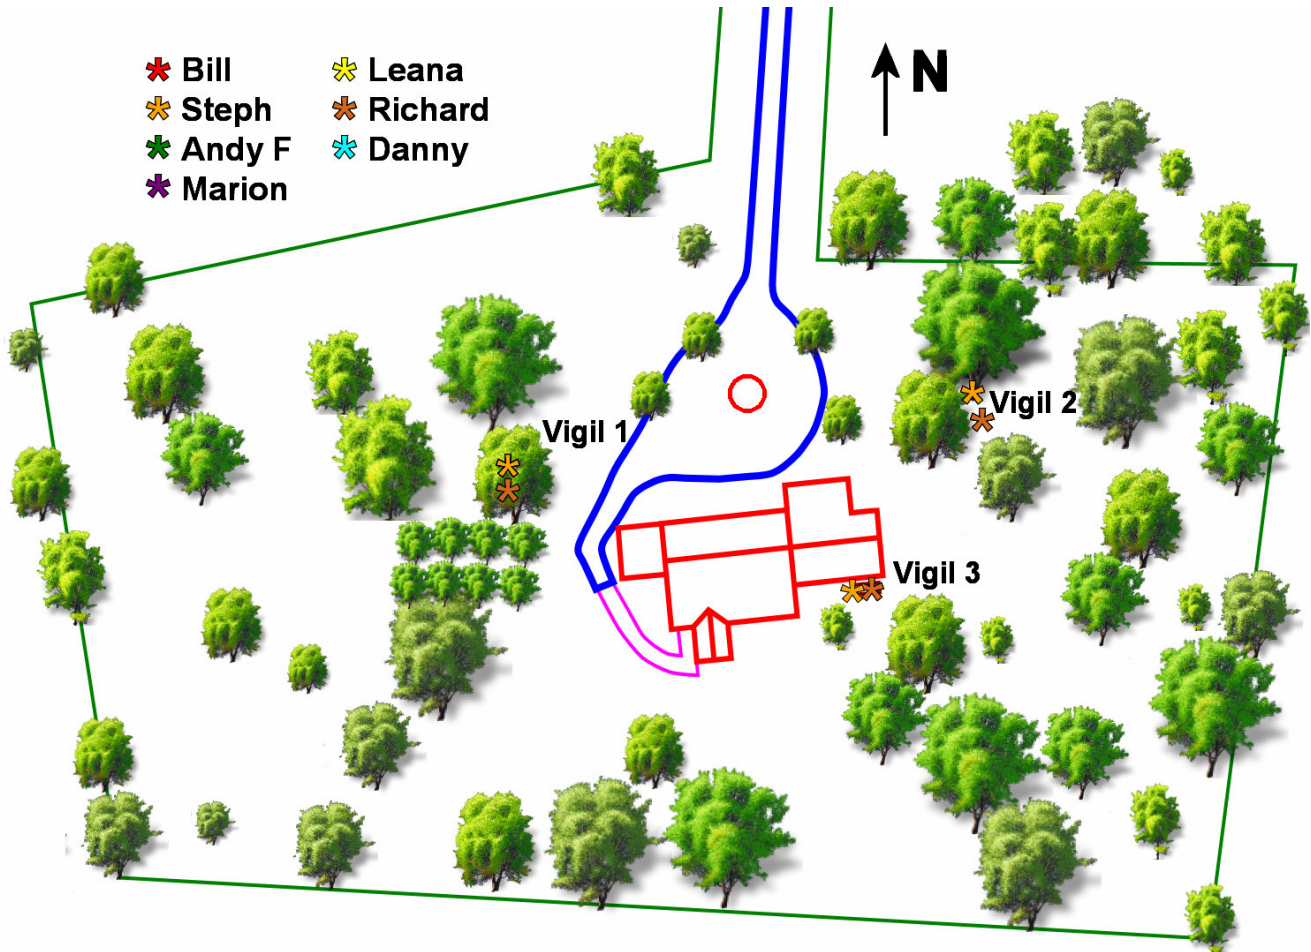 Bill
Steph
Andy F
Marion
Leana
Richard
Danny
N
Vigil 1
Vigil 2
Vigil 3